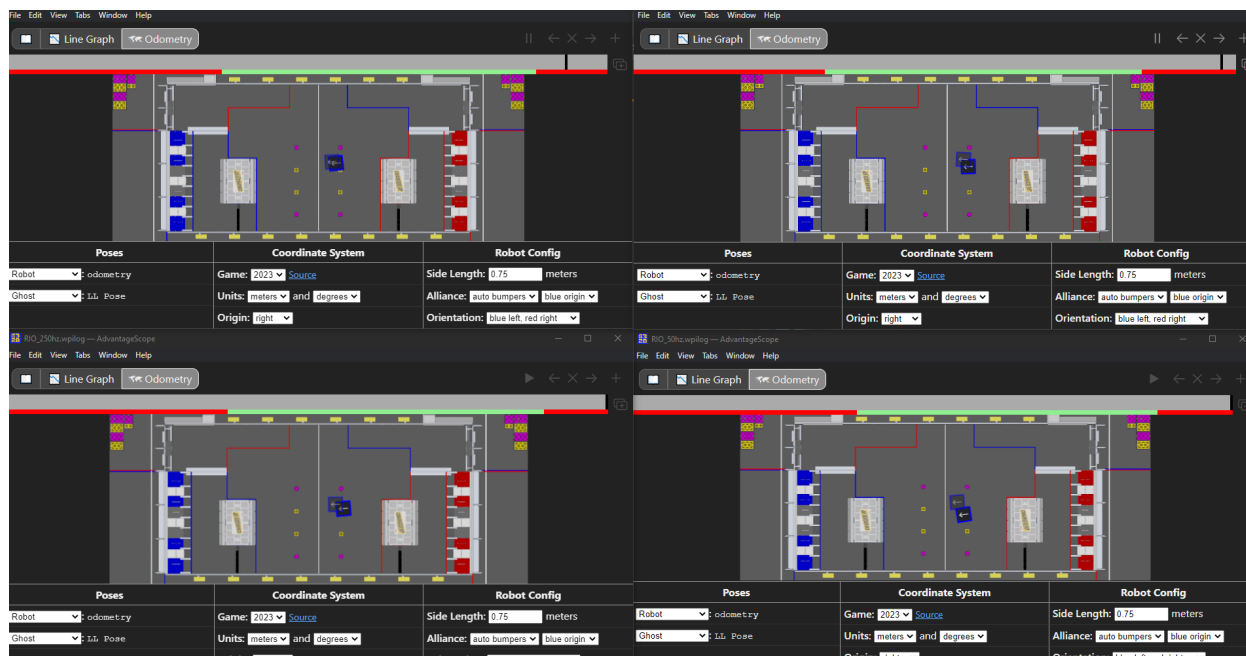 File Edit View Tabs Window Help
Line Graph Odometry
Poses Coordinate System Robot Config
Robot : odometry Game: 2023 Source Side Length: 0.75 meters
Ghost : LL Pose Units: meters and degrees Alliance: auto bumpers blue origin
Origin: right Orientation: blue left, red right
File Edit View Tabs Window Help
Line Graph Odometry
Poses Coordinate System Robot Config
Robot : odometry Game: 2023 Source Side Length: 0.75 meters
Ghost : LL Pose Units: meters and degrees Alliance: auto bumpers blue origin
Origin: right Orientation: blue left, red right
RIO_250hz.wpilog — AdvantageScope
File Edit View Tabs Window Help
Line Graph Odometry
Poses Coordinate System Robot Config
Robot : odometry Game: 2023 Source Side Length: 0.75 meters
Ghost : LL Pose Units: meters and degrees Alliance: auto bumpers blue origin
RIO_50hz.wpilog — AdvantageScope
File Edit View Tabs Window Help
Line Graph Odometry
Poses Coordinate System Robot Config
Robot : odometry Game: 2023 Source Side Length: 0.75 meters
Ghost : LL Pose Units: meters and degrees Alliance: auto bumpers blue origin